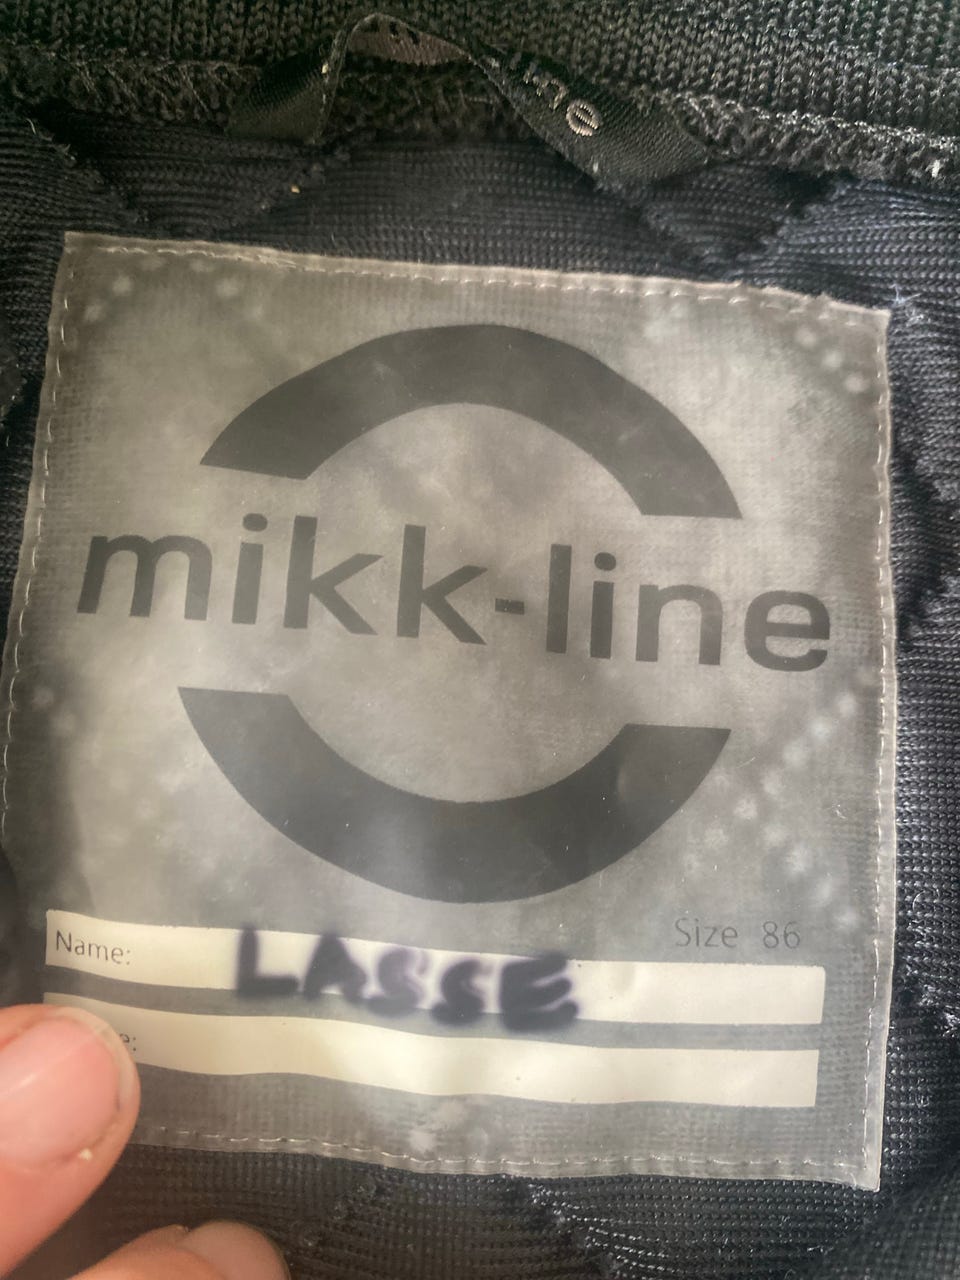 mikk-line
Size 86
Name: LASSE